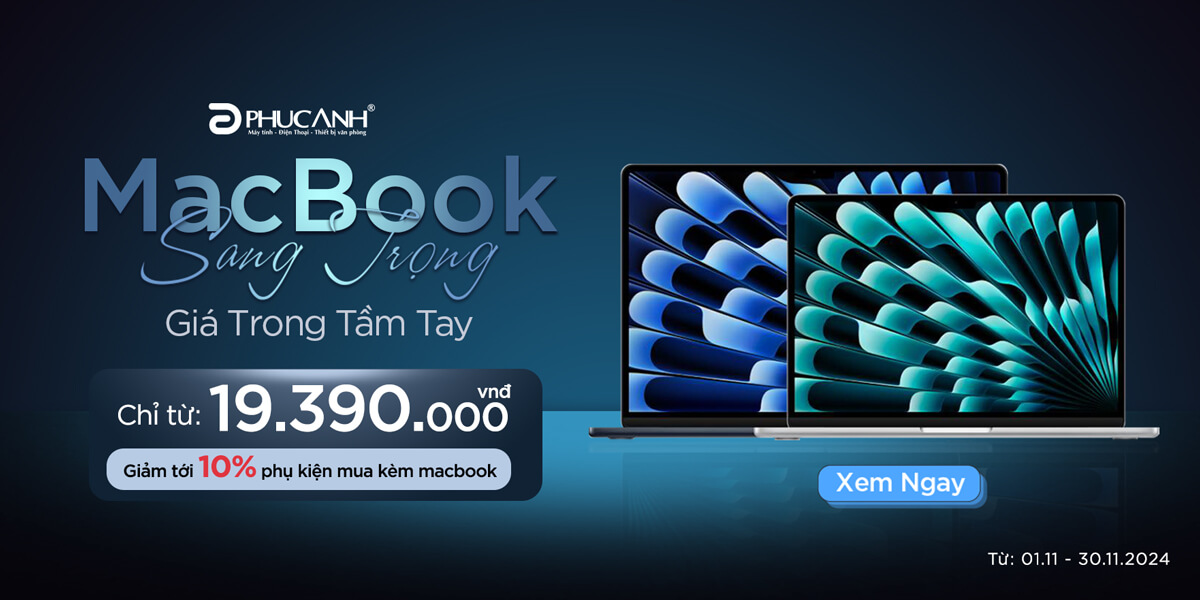 PHUCANH®
Máy tính - Điện Thoại - Thiết bị văn phòng
MacBook
Sang Trọng
Giá Trong Tầm Tay
Chỉ từ: 19.390.000 vnđ
Giảm tới 10% phụ kiện mua kèm macbook
Xem Ngay
Từ: 01.11 - 30.11.2024